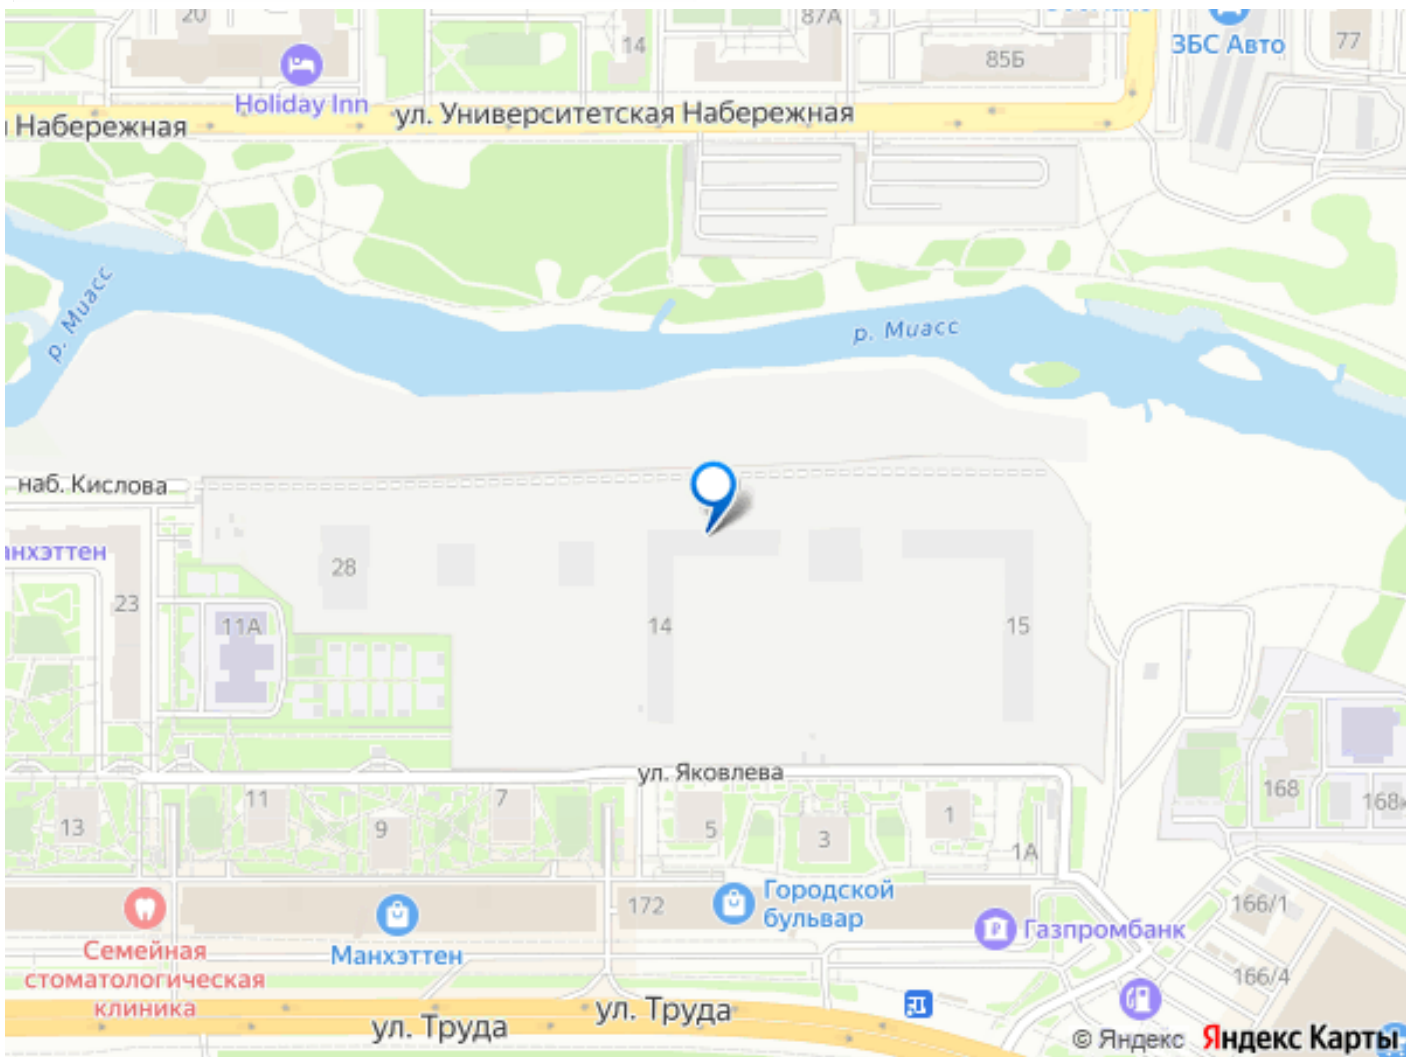 20
87А
14
85Б
ЗБС Авто
77
Holiday Inn
ул. Университетская Набережная
Набережная
р. Миасс
р. Миасс
наб. Кислова
28
23
11А
14
15
ул. Яковлева
13
11
9
7
5
3
1
1А
168
172
Городской
бульвар
Газпромбанк
166/1
166/4
Семейная
стоматологическая
клиника
Манхэттен
ул. Труда
ул. Труда
© Яндекс Яндекс Карты